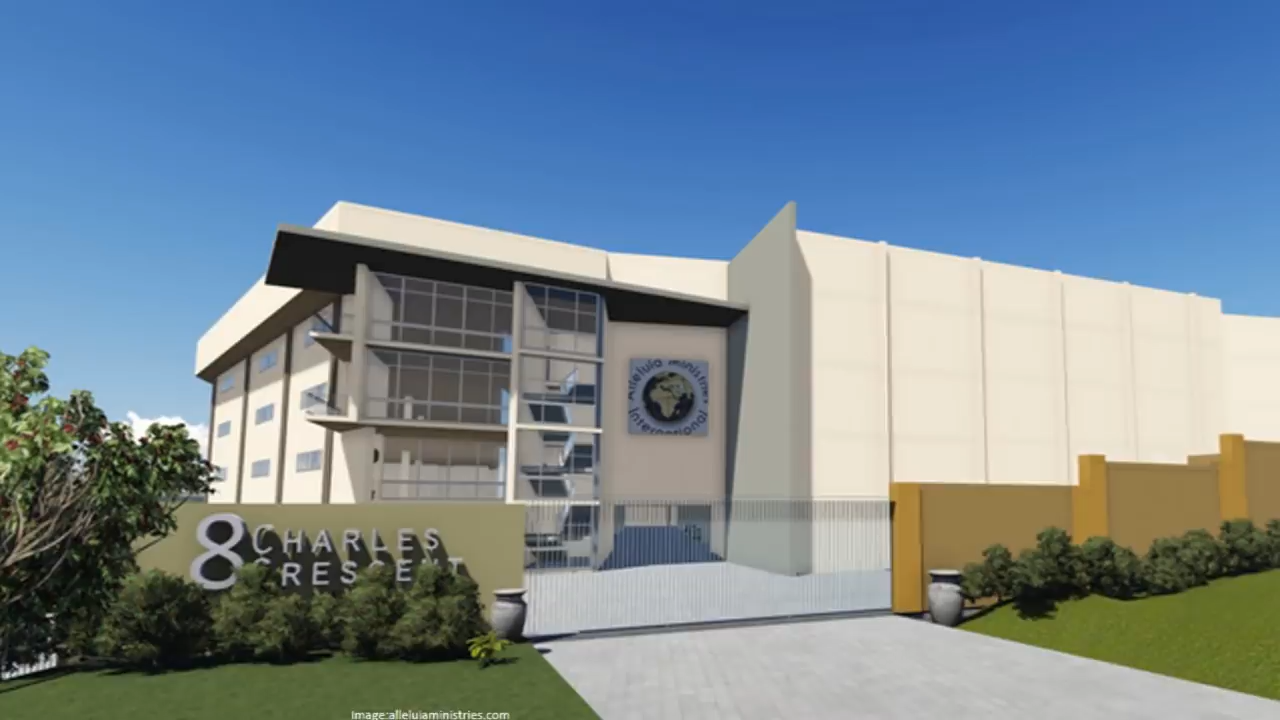 Alleluia ministries
International
8 CHARLES
CRESCENT
Image:alleluiaministries.com